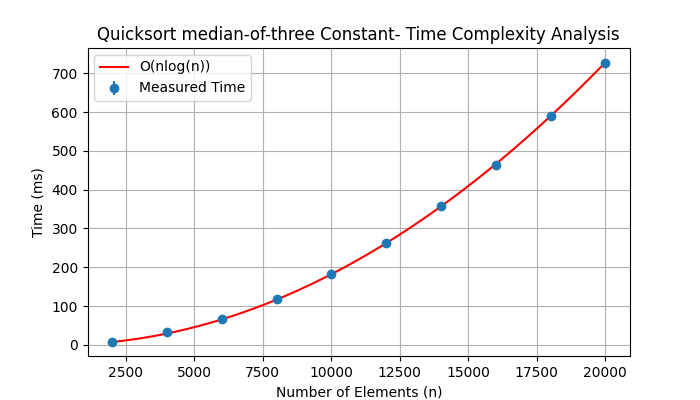 Quicksort median-of-three Constant- Time Complexity Analysis
O(nlog(n))
Measured Time
Time (ms)
700
600
500
400
300
200
100
0
2500 5000 7500 10000 12500 15000 17500 20000
Number of Elements (n)